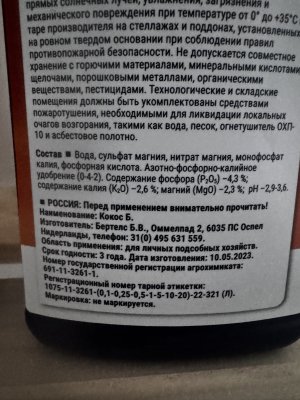 прямых солнечных лучей, увлажнения, загрязнения и
механического повреждения при температуре от 0° до +35°С
таре производителя на стеллажах и поддонах, установленных
на ровном твердом основании при соблюдении правил
противопожарной безопасности. Не допускается совместное
хранение с горючими материалами, минеральными кислотами
щелочами, порошковыми металлами, органическими
веществами, пестицидами. Технологические и складские
помещения должны быть укомплектованы средствами
пожаротушения, необходимыми для ликвидации локальных
очагов возгорания, такими как вода, песок, огнетушитель ОХП-
10 и асбестовое полотно.
Состав ■ Вода, сульфат магния, нитрат магния, монофосфат
калия, фосфорная кислота. Азотно-фосфорно-калийное
удобрение (0-4-2). Содержание фосфора (P₂O₅) –4,3 %;
содержание калия (K₂O) –2,6 %; магний (MgO) –2,3 %; pH –2,9-3,6.
■ РОССИЯ: Перед применением внимательно прочитать!
Наименование: Кокос Б.
Изготовитель: Бертелс Б.В., Оммелпад 2, 6035 ПС Оспел
Нидерланды, телефон: 31(0) 495 631 559.
Область применения: для личных подсобных хозяйств.
Срок годности: 3 года. Дата изготовления: 10.05.2023.
Номер государственной регистрации агрохимиката:
691-11-3261-1.
Регистрационный номер тарной этикетки:
1075-11-3261-(0,1-0,25-0,5-1-5-10-20)-22-321 (Л).
Маркировка: не маркируется.